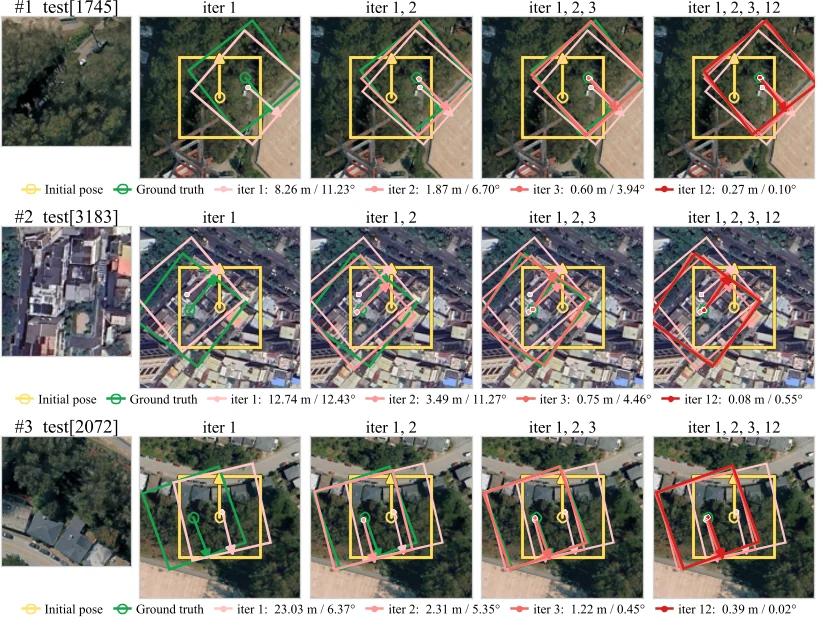 #1 test[1745] iter 1 iter 1, 2 iter 1, 2, 3 iter 1, 2, 3, 12
Initial pose Ground truth iter 1: 8.26 m / 11.23° iter 2: 1.87 m / 6.70° iter 3: 0.60 m / 3.94° iter 12: 0.27 m / 0.10°
#2 test[3183] iter 1 iter 1, 2 iter 1, 2, 3 iter 1, 2, 3, 12
Initial pose Ground truth iter 1: 12.74 m / 12.43° iter 2: 3.49 m / 11.27° iter 3: 0.75 m / 4.46° iter 12: 0.08 m / 0.55°
#3 test[2072] iter 1 iter 1, 2 iter 1, 2, 3 iter 1, 2, 3, 12
Initial pose Ground truth iter 1: 23.03 m / 6.37° iter 2: 2.31 m / 5.35° iter 3: 1.22 m / 0.45° iter 12: 0.39 m / 0.02°